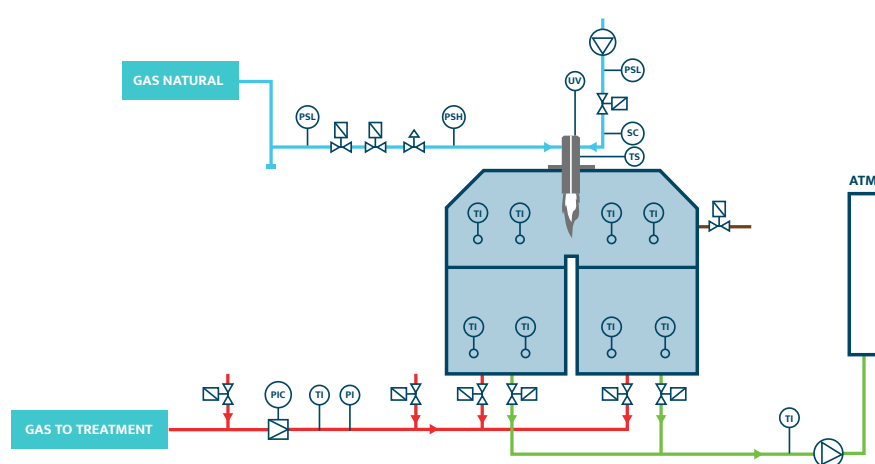 UV
PSL
GAS NATURAL
PSL
PSH
SC
TS
ATM
TI
TI
TI
TI
TI
TI
TI
TI
PIC
TI
PI
TI
GAS TO TREATMENT